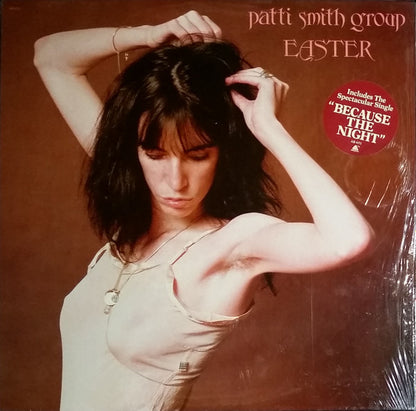 patti smith group
EASTER
Includes The
Spectacular Single
"BECAUSE
THE
NIGHT"